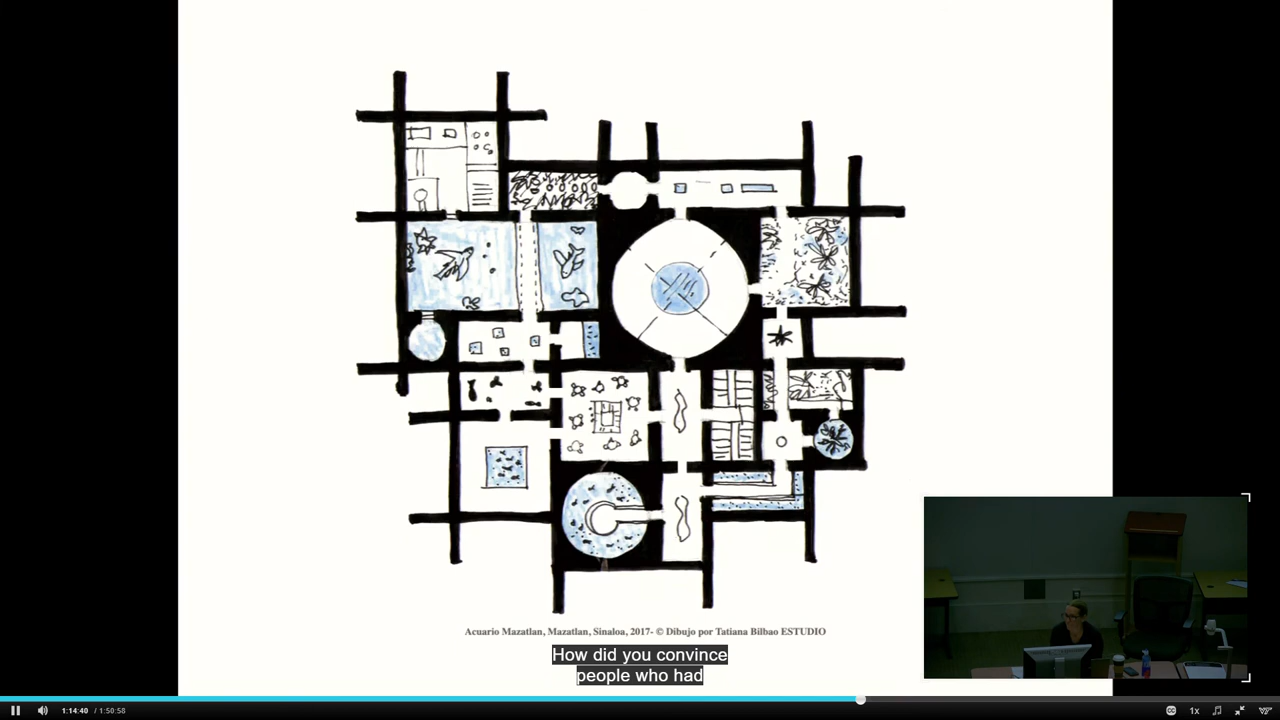 Acuario Mazatlan, Mazatlan, Sinaloa, 2017- © Dibujo por Tatiana Bilbao ESTUDIO
How did you convince
people who had
1:14:40 / 1:50:58
CC
1x